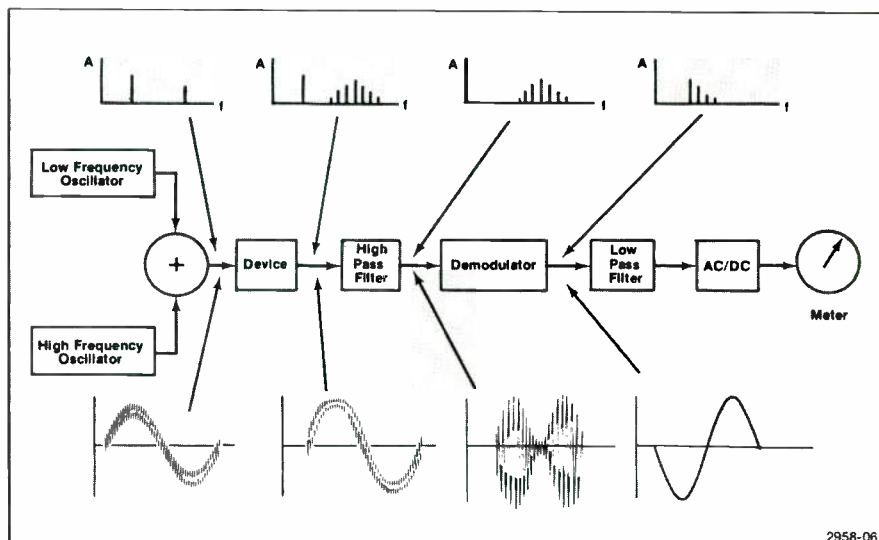 A
f
A
f
A
f
A
f
Low Frequency
Oscillator
+
Device
High
Pass
Filter
Demodulator
Low
Pass
Filter
AC/DC
Meter
High Frequency
Oscillator
2958-06